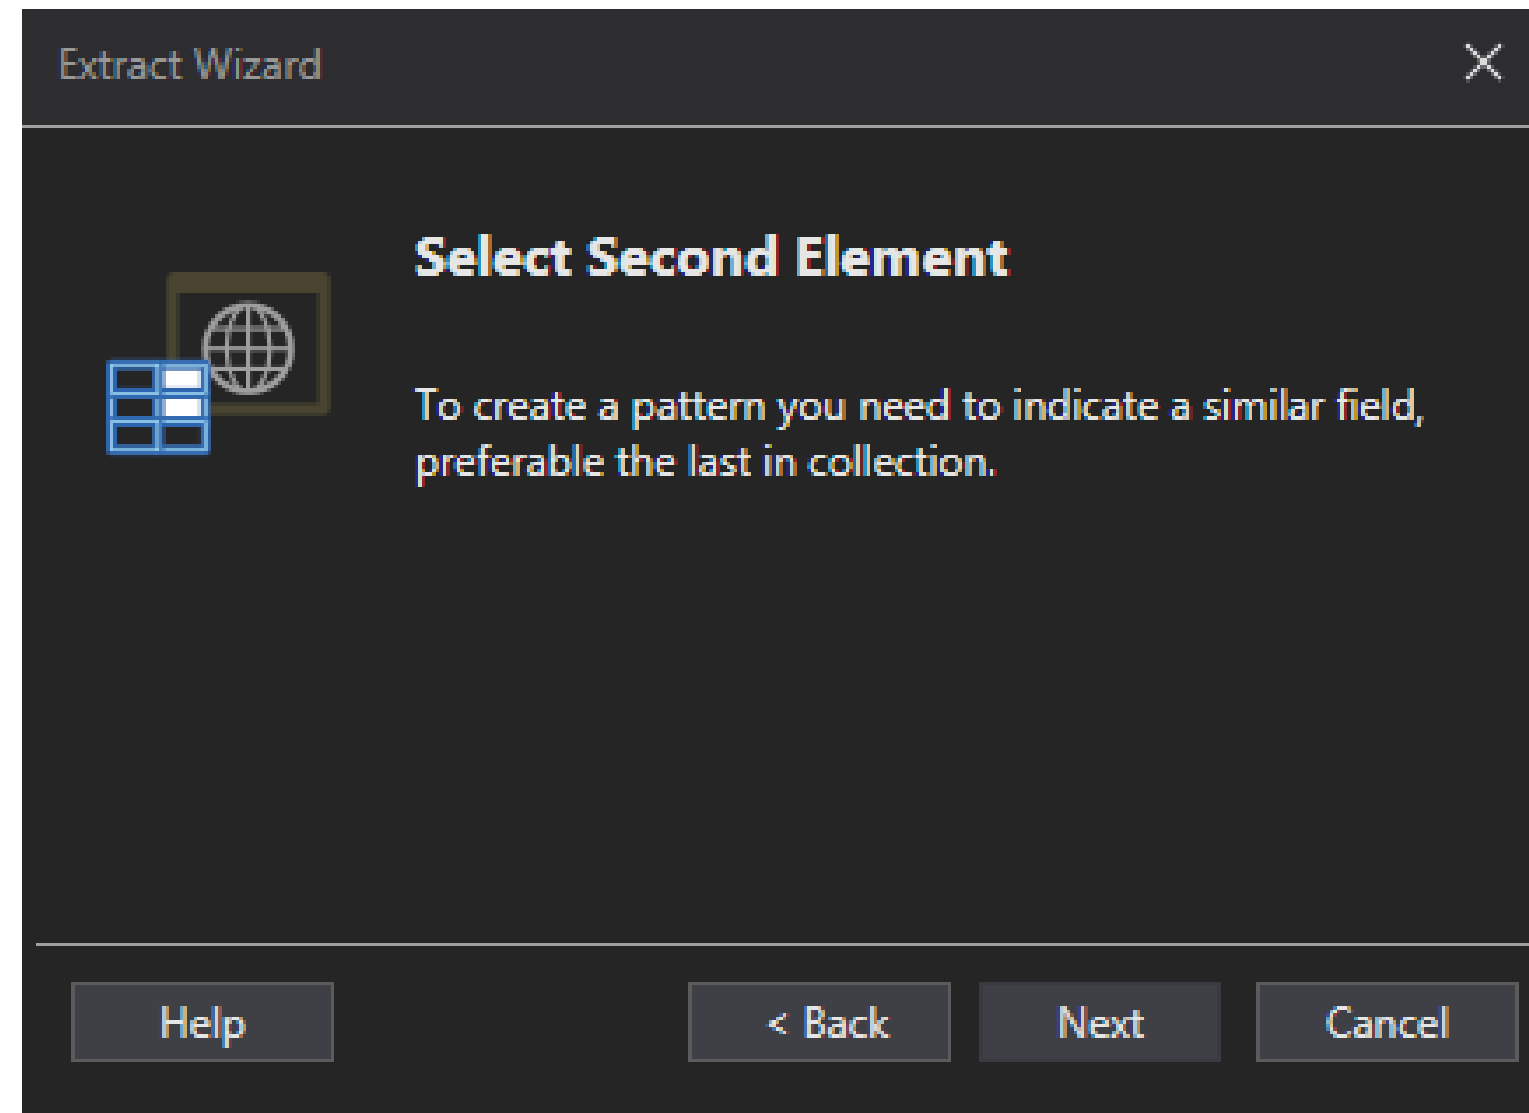 Extract Wizard
Select Second Element
To create a pattern you need to indicate a similar field,
preferable the last in collection.
Help
< Back
Next
Cancel